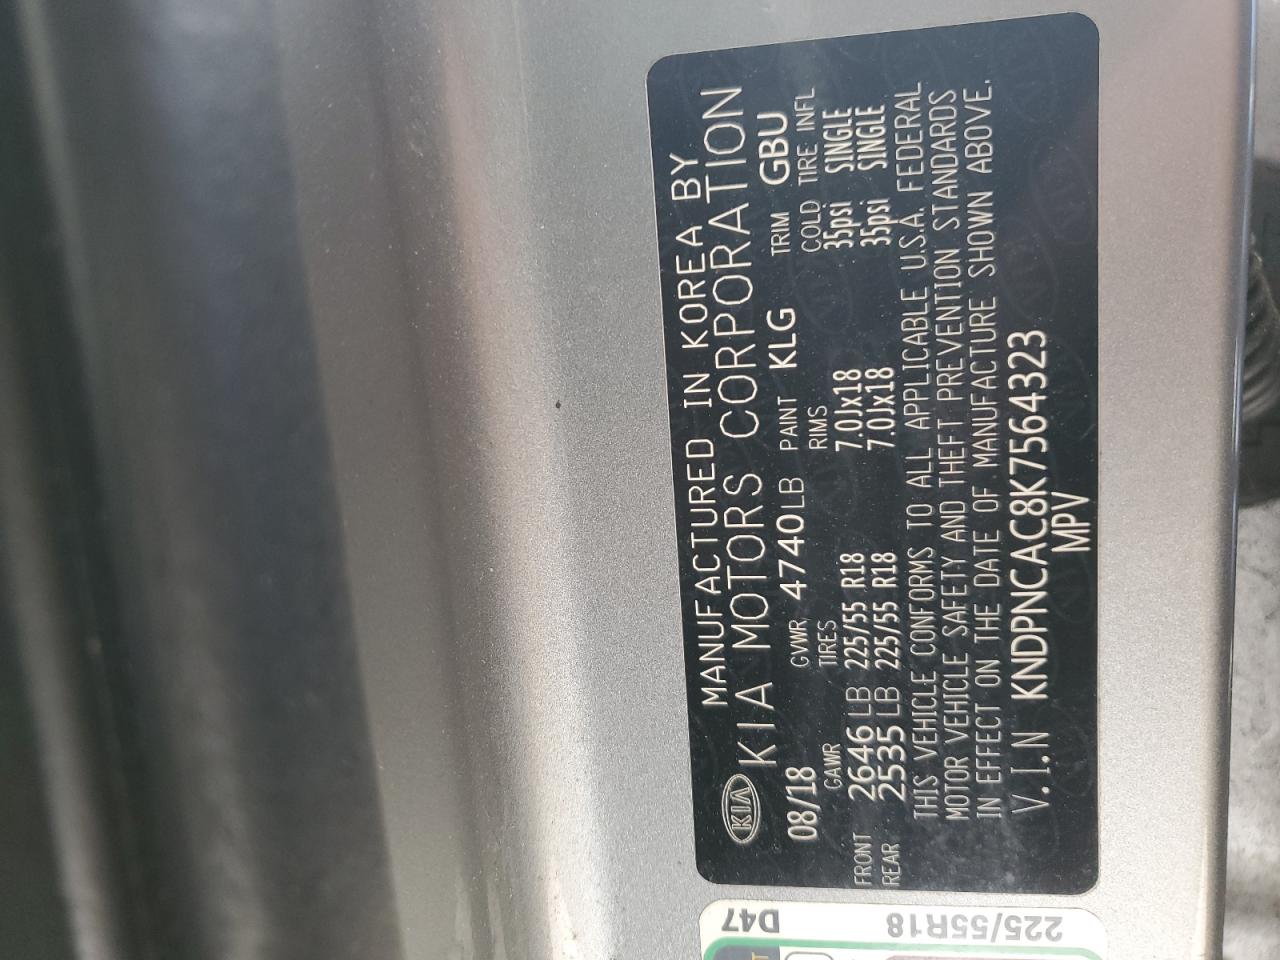 MANUFACTURED IN KOREA BY
KIA KIA MOTORS CORPORATION
08/18 GVWR 4740LB PAINT KLG TRIM GBU
GAWR TIRES RIMS COLD TIRE INFL
FRONT 2646LB 225/55 R18 7.0Jx18 35psi SINGLE
REAR 2535LB 225/55 R18 7.0Jx18 35psi SINGLE
THIS VEHICLE CONFORMS TO ALL APPLICABLE U.S.A. FEDERAL
MOTOR VEHICLE SAFETY AND THEFT PREVENTION STANDARDS
IN EFFECT ON THE DATE OF MANUFACTURE SHOWN ABOVE.
V.I.N KNDPNCAC8K7564323
MPV
225/55R18
D47